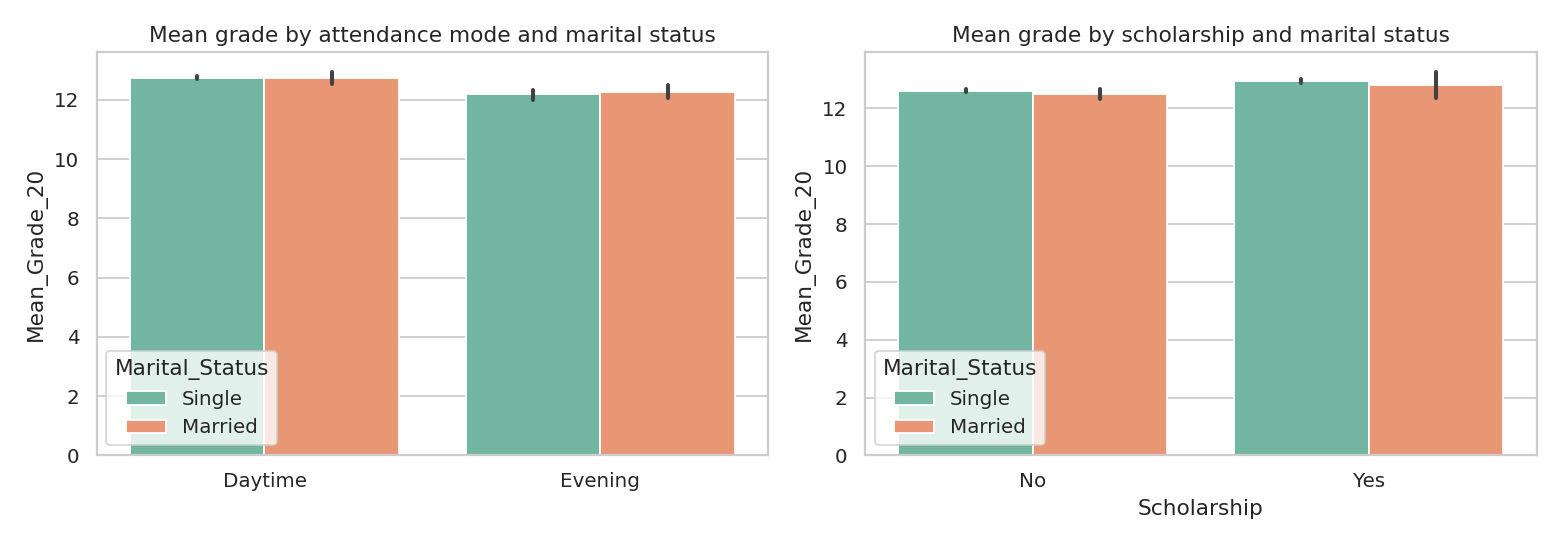 Mean grade by attendance mode and marital status
Mean_Grade_20
12
10
8
6
4
2
0
Marital_Status
Single
Married
Daytime
Evening
Mean grade by scholarship and marital status
Mean_Grade_20
12
10
8
6
4
2
0
Marital_Status
Single
Married
No
Yes
Scholarship